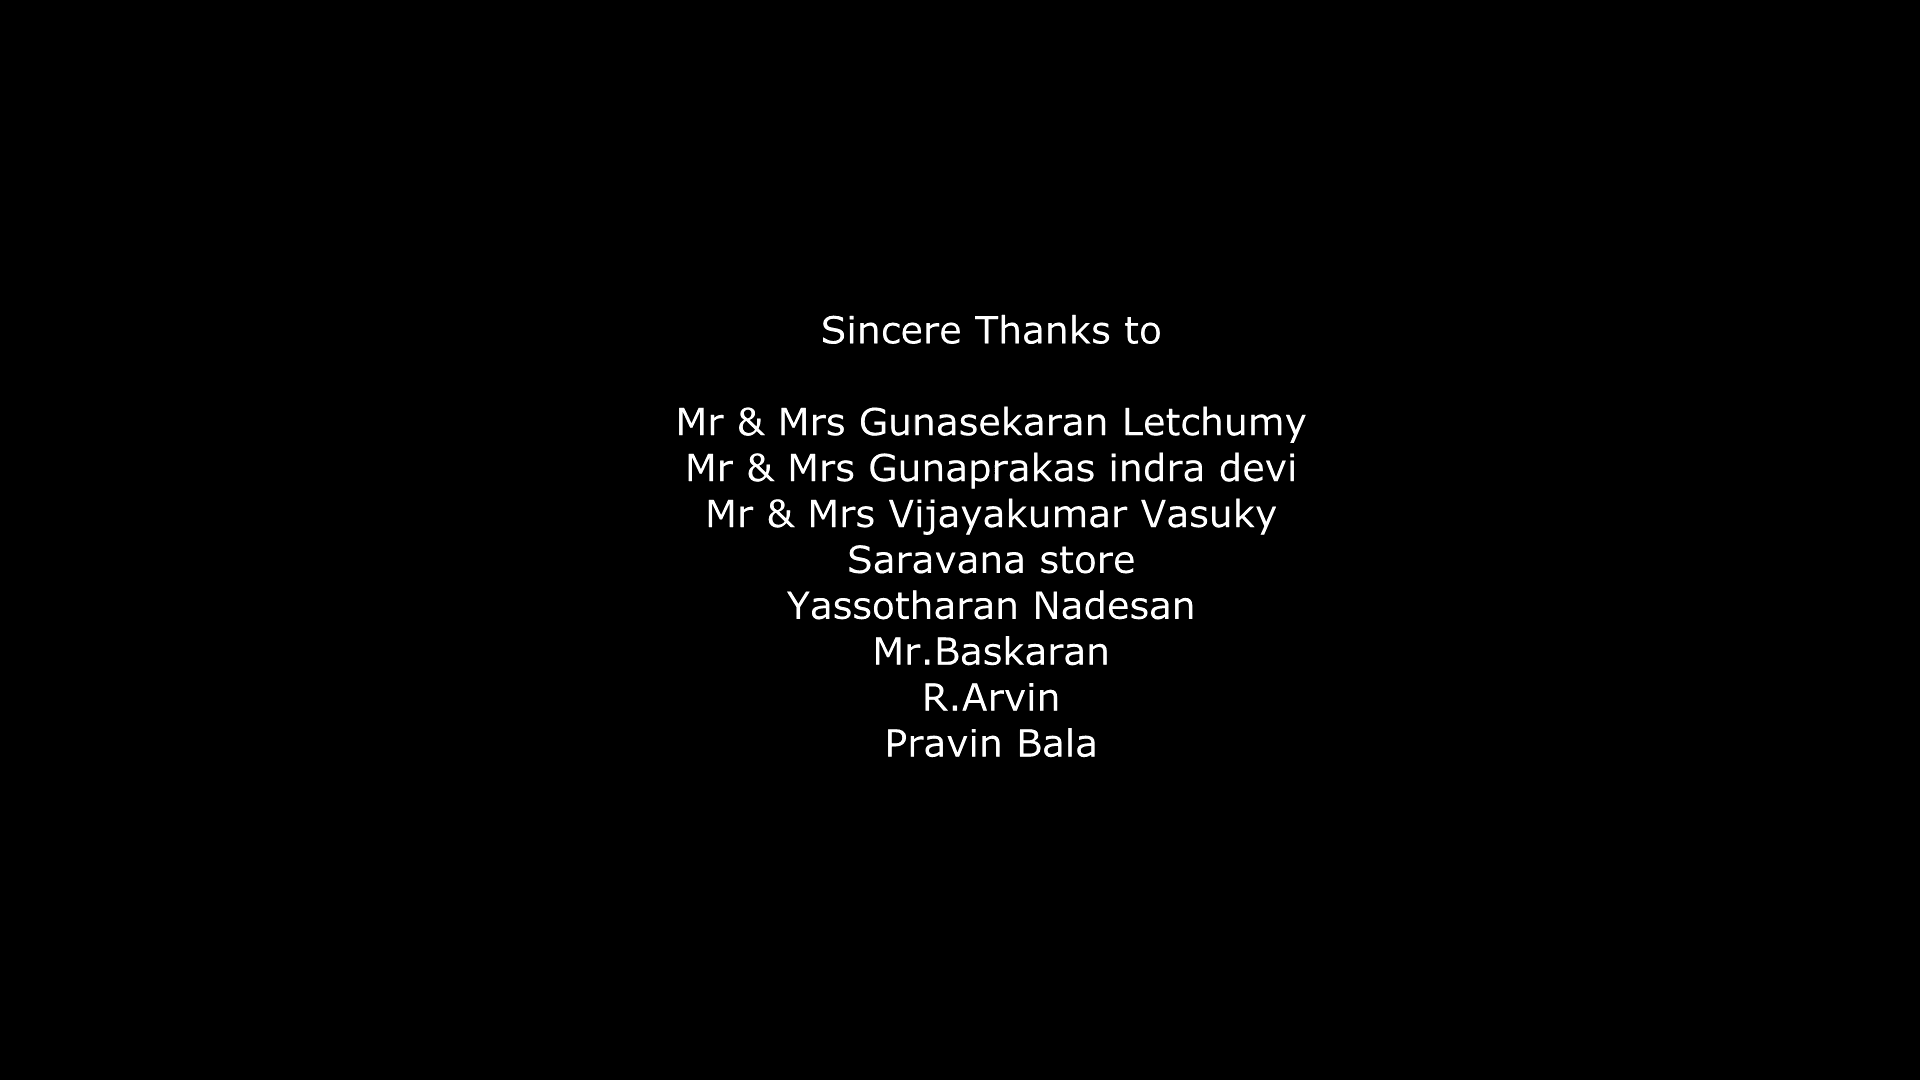 Sincere Thanks to
Mr & Mrs Gunasekaran Letchumy
Mr & Mrs Gunaprakas indra devi
Mr & Mrs Vijayakumar Vasuky
Saravana store
Yassotharan Nadesan
Mr.Baskaran
R.Arvin
Pravin Bala